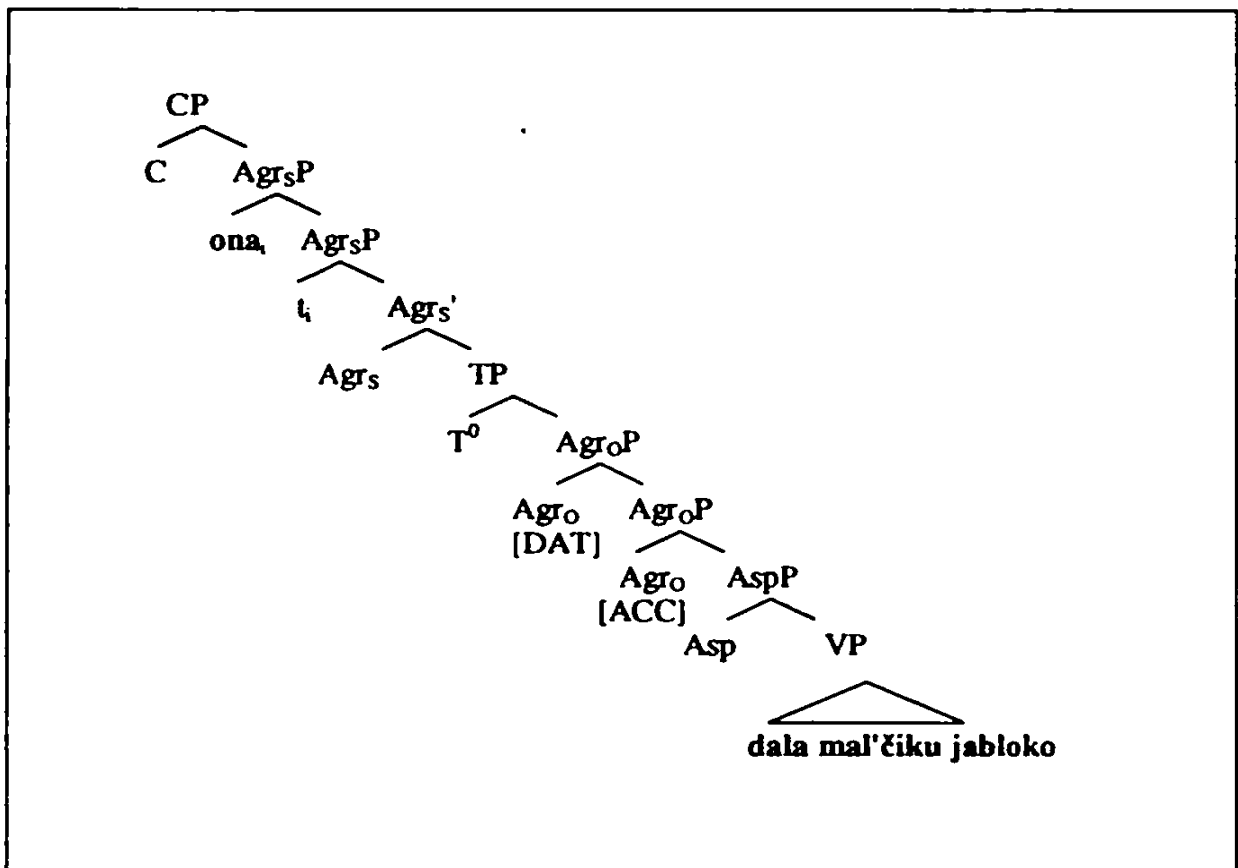 CP
C AgrₛP
onaᵢ AgrₛP
tᵢ Agrₛ'
Agrₛ TP
T⁰ AgrₒP
Agrₒ AgrₒP
[DAT]
Agrₒ AspP
[ACC]
Asp VP
dala mal'čiku jabloko